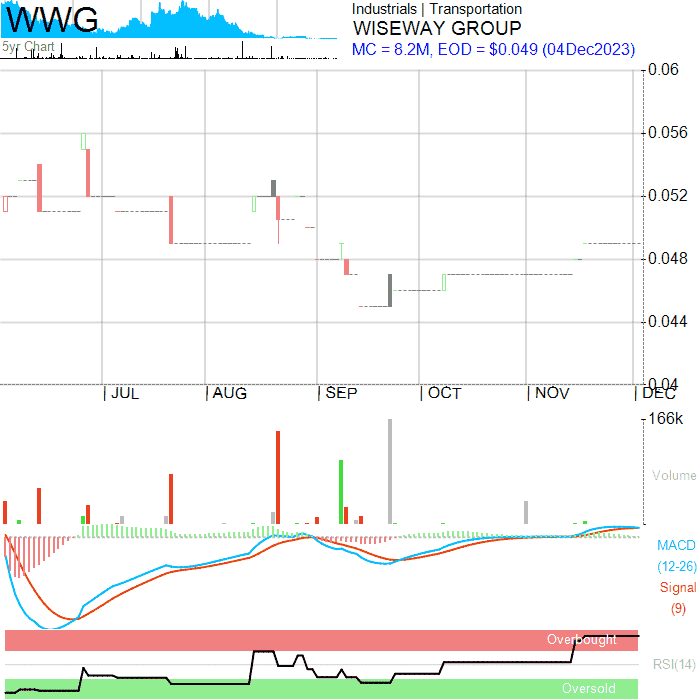 WWG
5yr Chart
Industrials | Transportation
WISEWAY GROUP
MC = 8.2M, EOD = $0.049 (04Dec2023)
0.06
0.056
0.052
0.048
0.044
0.04
JUL
AUG
SEP
OCT
NOV
DEC
166k
Volume
MACD
(12-26)
Signal
(9)
Overbought
RSI(14)
Oversold